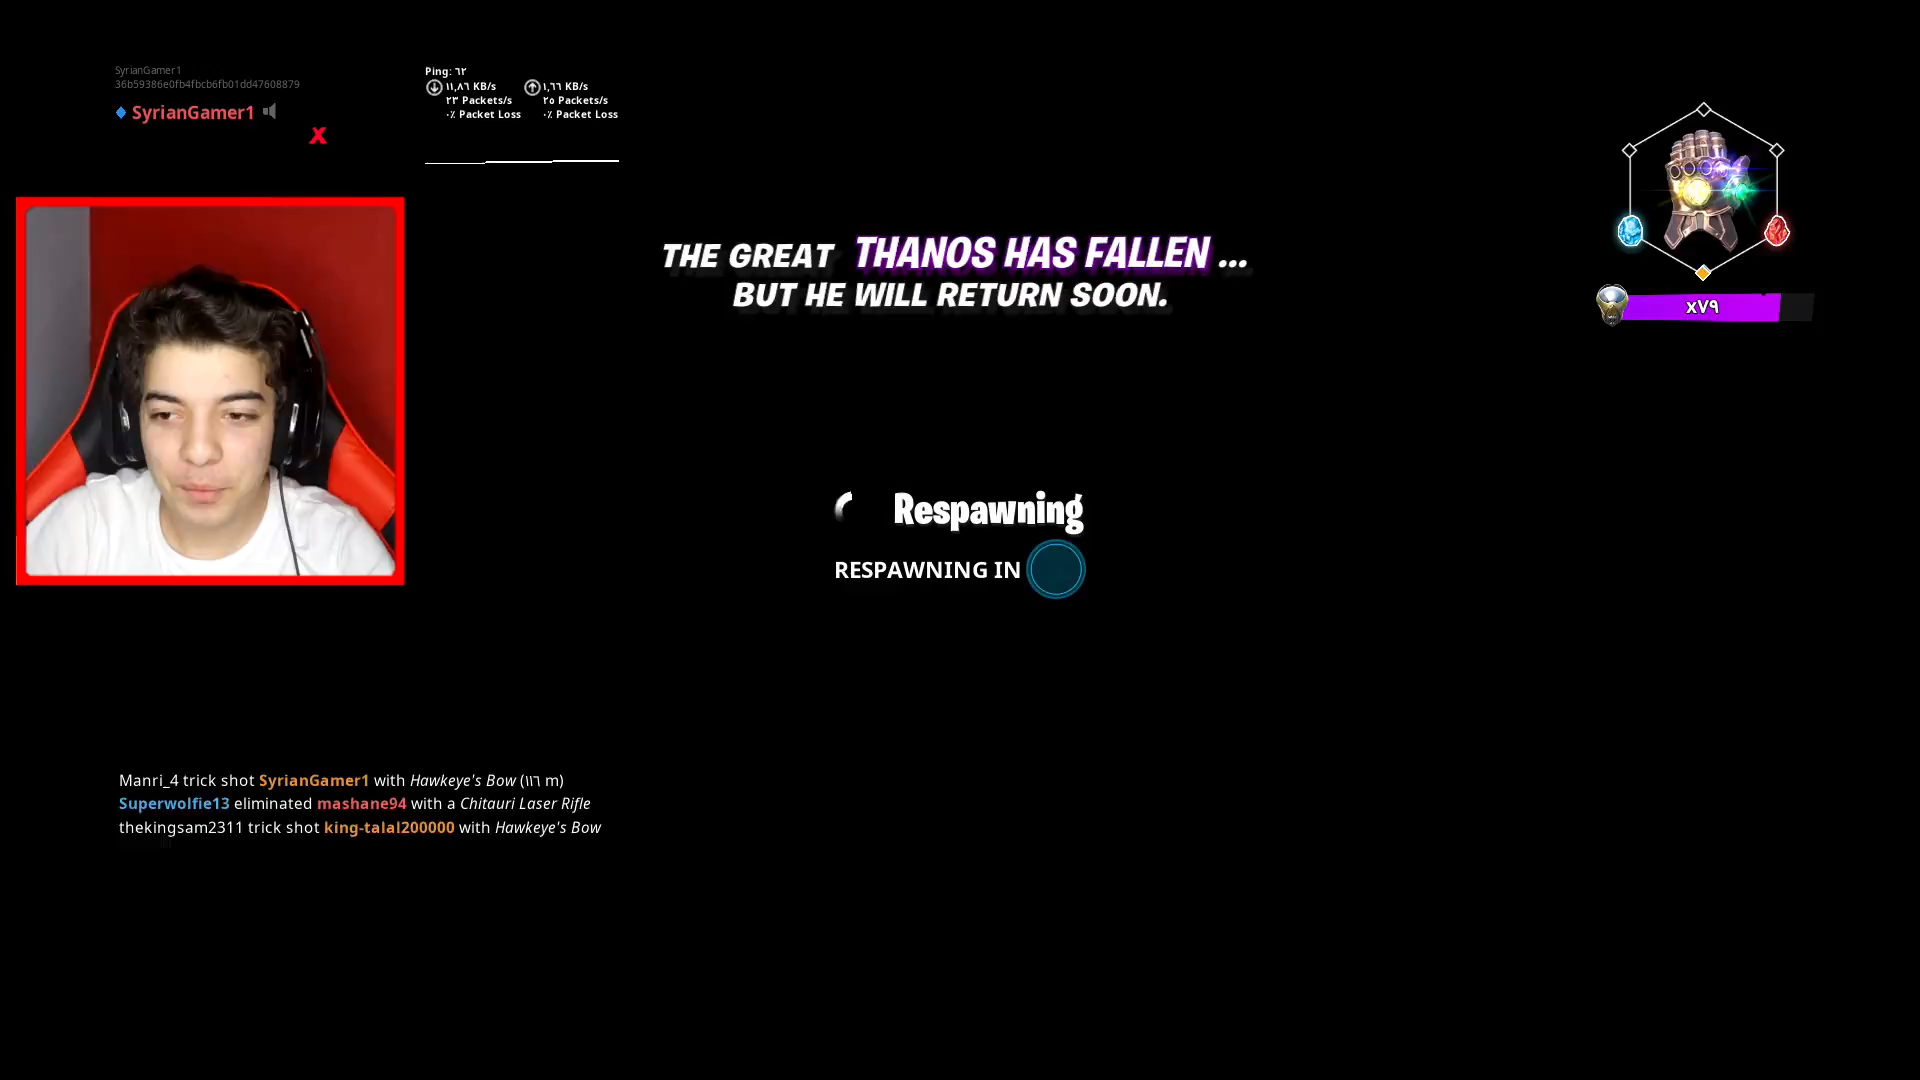 SyrianGamer1
36b59386e0fb4fbcb6fb01dd47608879
SyrianGamer1
X
Ping: ٦٢
١١,٨٦ KB/s ١,٦٦ KB/s
٢٣ Packets/s ٢٥ Packets/s
٠٪ Packet Loss ٠٪ Packet Loss
THE GREAT THANOS HAS FALLEN ...
BUT HE WILL RETURN SOON.
x٧٩
Respawning
RESPAWNING IN
Manri_4 trick shot SyrianGamer1 with Hawkeye's Bow (١١٦ m)
Superwolfie13 eliminated mashane94 with a Chitauri Laser Rifle
thekingsam2311 trick shot king-talal200000 with Hawkeye's Bow